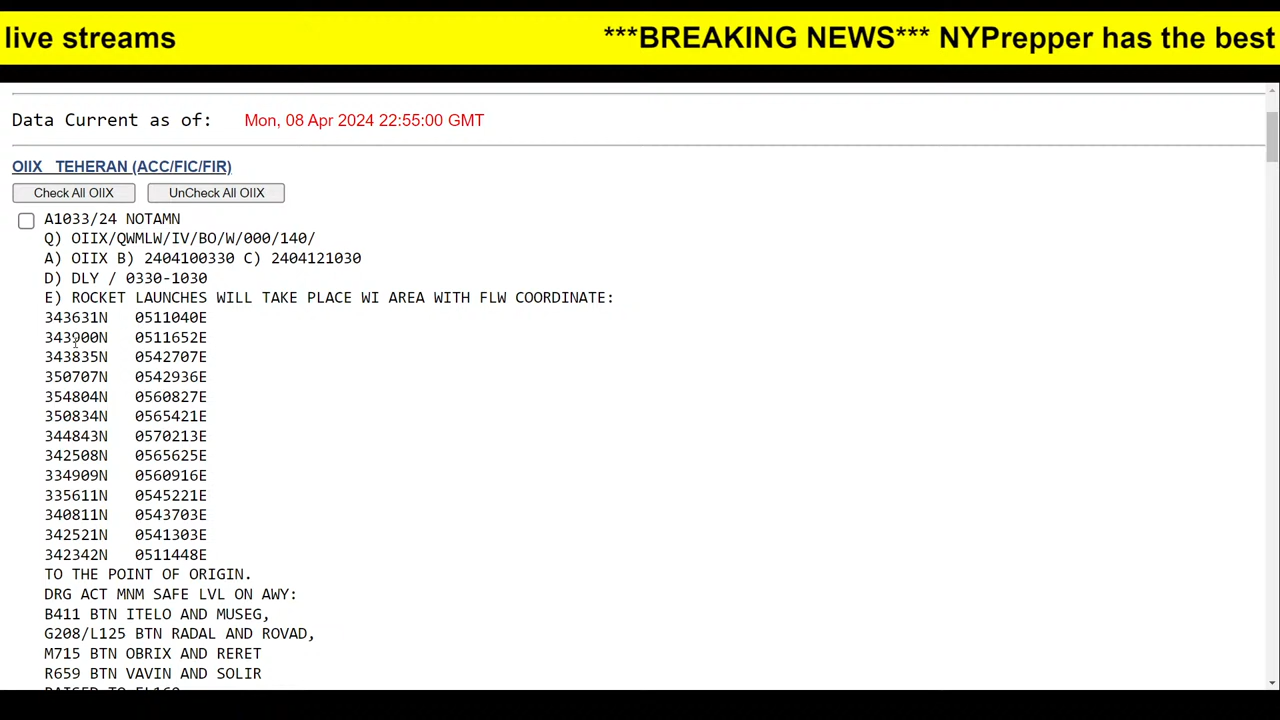 live streams ***BREAKING NEWS*** NYPrepper has the best
Data Current as of: Mon, 08 Apr 2024 22:55:00 GMT
OIIX TEHERAN (ACC/FIC/FIR)
Check All OIIX UnCheck All OIIX
A1033/24 NOTAMN
Q) OIIX/QWMLW/IV/BO/W/000/140/
A) OIIX B) 2404100330 C) 2404121030
D) DLY / 0330-1030
E) ROCKET LAUNCHES WILL TAKE PLACE WI AREA WITH FLW COORDINATE:
343631N 0511040E
343900N 0511652E
343835N 0542707E
350707N 0542936E
354804N 0560827E
350834N 0565421E
344843N 0570213E
342508N 0565625E
334909N 0560916E
335611N 0545221E
340811N 0543703E
342521N 0541303E
342342N 0511448E
TO THE POINT OF ORIGIN.
DRG ACT MNM SAFE LVL ON AWY:
B411 BTN ITELO AND MUSEG,
G208/L125 BTN RADAL AND ROVAD,
M715 BTN OBRIX AND RERET
R659 BTN VAVIN AND SOLIR
RAISED TO FL160